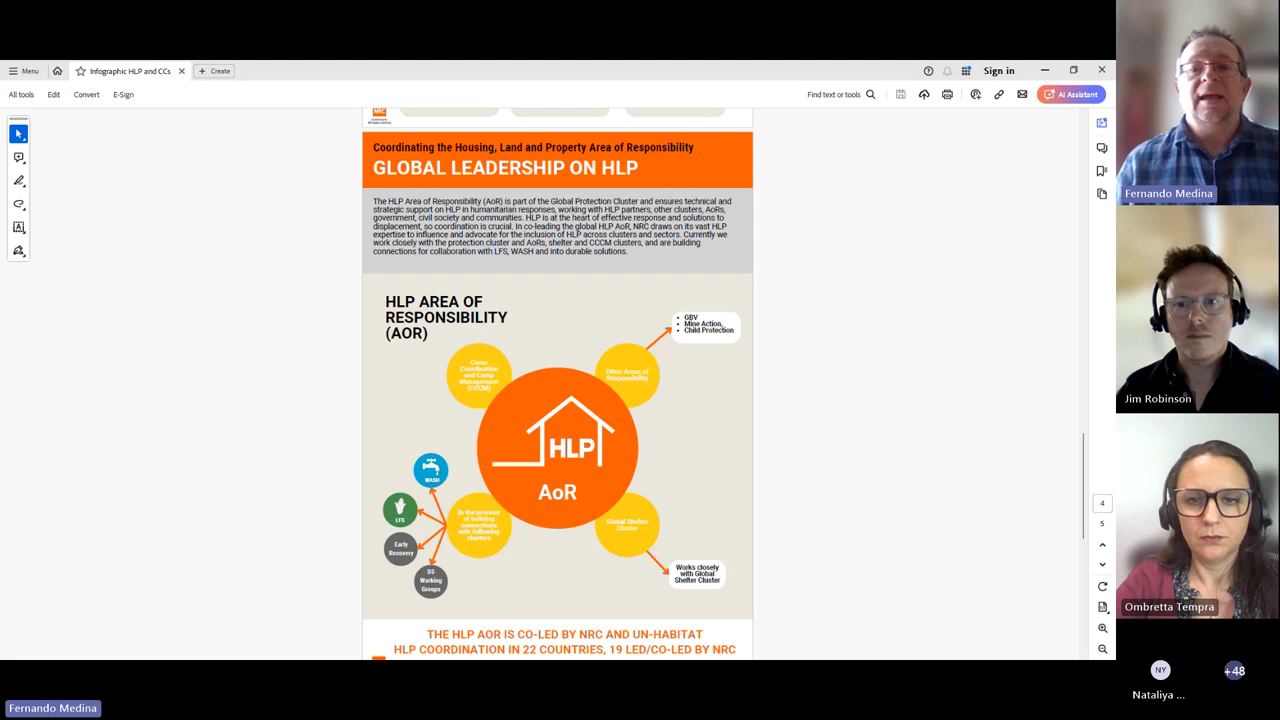 Menu
Infographic HLP and CCs
Create
Sign in
All tools
Edit
Convert
E-Sign
Find text or tools
AI Assistant
NRC
Coordinating the Housing, Land and Property Area of Responsibility
GLOBAL LEADERSHIP ON HLP
The HLP Area of Responsibility (AoR) is part of the Global Protection Cluster and ensures technical and
strategic support on HLP in humanitarian responses, working with HLP partners, other clusters, AoRs,
government, civil society and communities. HLP is at the heart of effective response and solutions to
displacement, so coordination is crucial. In co-leading the global HLP AoR, NRC draws on its vast HLP
expertise to influence and advocate for the inclusion of HLP across clusters and sectors. Currently we
work closely with the protection cluster and AoRs, shelter and CCCM clusters, and are building
connections for collaboration with LFS, WASH and into durable solutions.
HLP AREA OF
RESPONSIBILITY
(AOR)
• GBV
• Mine Action,
• Child Protection
Camp
Coordination
and Camp
Management
(CCCM)
Other Areas of
Responsibility
HLP
AoR
WASH
LFS
Early
Recovery
DS
Working
Groups
In the process
of building
connections
with following
clusters
Global Shelter
Cluster
Works closely
with Global
Shelter Cluster
THE HLP AOR IS CO-LED BY NRC AND UN-HABITAT
HLP COORDINATION IN 22 COUNTRIES, 19 LED/CO-LED BY NRC
4
5
Fernando Medina
Jim Robinson
Ombretta Tempra
NY
Nataliya ...
+48
Fernando Medina